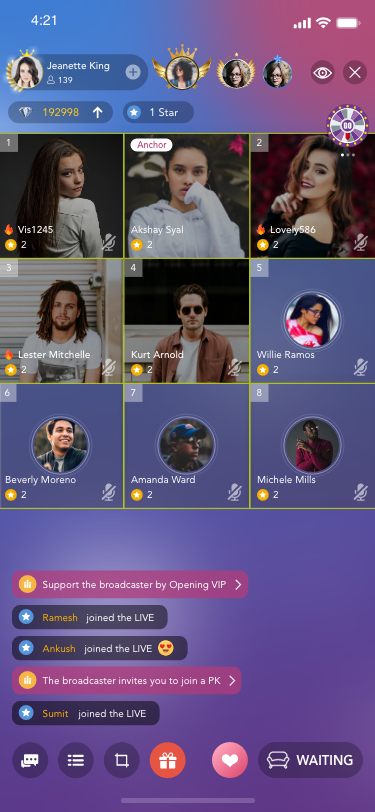 4:21
Jeanette King
139
192998
1 Star
GO
1
Anchor
2
Vis1245
2
Akshay Syal
2
Lovely586
2
3
4
5
Lester Mitchelle
2
Kurt Arnold
2
Willie Ramos
2
6
7
8
Beverly Moreno
2
Amanda Ward
2
Michele Mills
2
Support the broadcaster by Opening VIP
Ramesh joined the LIVE
Ankush joined the LIVE
The broadcaster invites you to join a PK
Sumit joined the LIVE
WAITING